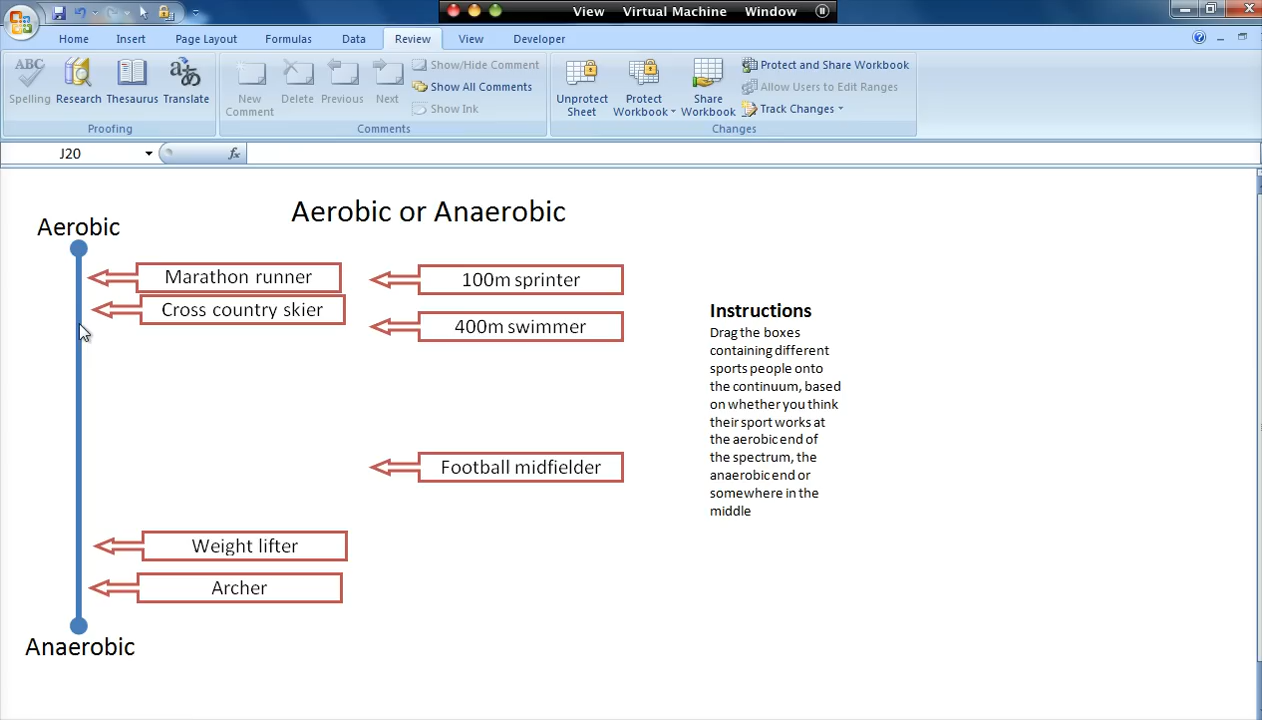 View Virtual Machine Window
Home Insert Page Layout Formulas Data Review View Developer
ABC
Spelling Research Thesaurus Translate
Proofing
New Comment Delete Previous Next
Show/Hide Comment
Show All Comments
Show Ink
Comments
Unprotect Sheet
Protect Workbook
Share Workbook
Protect and Share Workbook
Allow Users to Edit Ranges
Track Changes
Changes
J20
fx
Aerobic or Anaerobic
Aerobic
Marathon runner
Cross country skier
Weight lifter
Archer
Anaerobic
100m sprinter
400m swimmer
Football midfielder
Instructions
Drag the boxes
containing different
sports people onto
the continuum, based
on whether you think
their sport works at
the aerobic end of
the spectrum, the
anaerobic end or
somewhere in the
middle